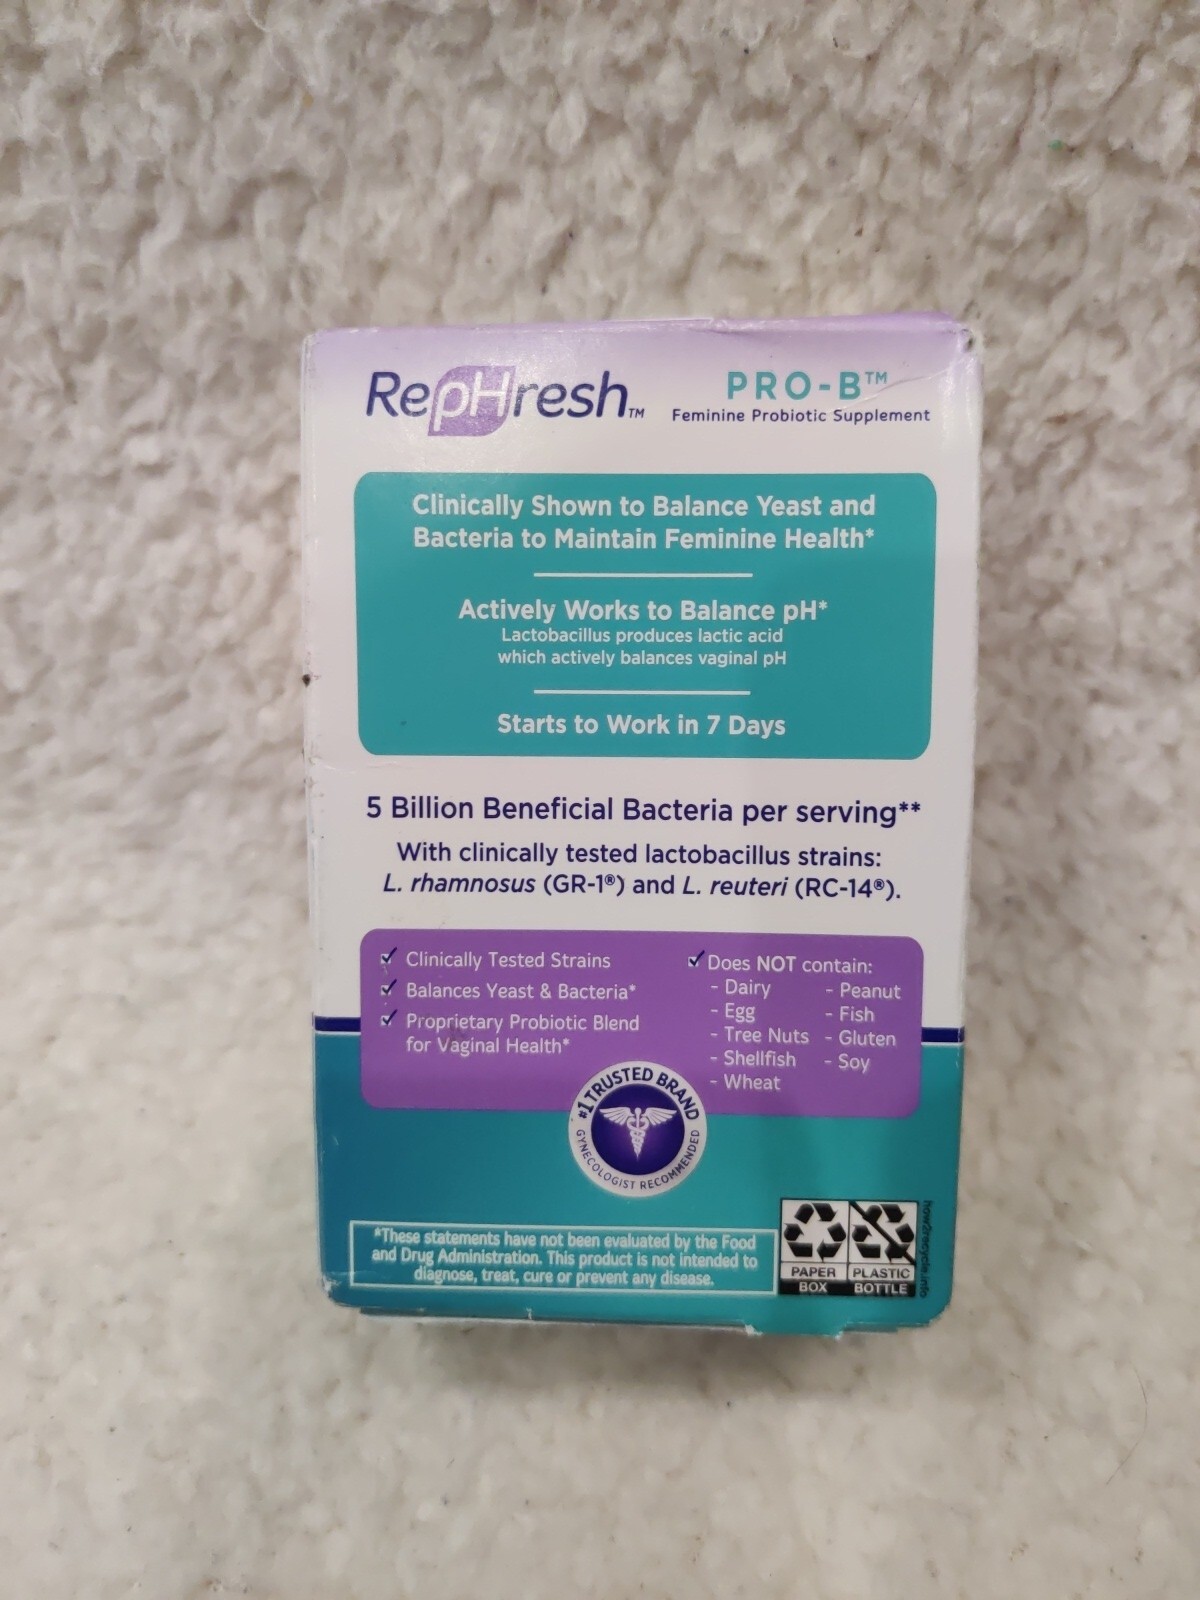 RepHresh™
PRO-B™
Feminine Probiotic Supplement
Clinically Shown to Balance Yeast and
Bacteria to Maintain Feminine Health*
Actively Works to Balance pH*
Lactobacillus produces lactic acid
which actively balances vaginal pH
Starts to Work in 7 Days
5 Billion Beneficial Bacteria per serving**
With clinically tested lactobacillus strains:
L. rhamnosus (GR-1®) and L. reuteri (RC-14®).
Clinically Tested Strains
Balances Yeast & Bacteria*
Proprietary Probiotic Blend
for Vaginal Health*
Does NOT contain:
- Dairy
- Egg
- Tree Nuts
- Shellfish
- Wheat
- Peanut
- Fish
- Gluten
- Soy
#1 TRUSTED BRAND
GYNECOLOGIST RECOMMENDED
*These statements have not been evaluated by the Food
and Drug Administration. This product is not intended to
diagnose, treat, cure or prevent any disease.
PAPER
BOX
PLASTIC
BOTTLE
how2recycle.info